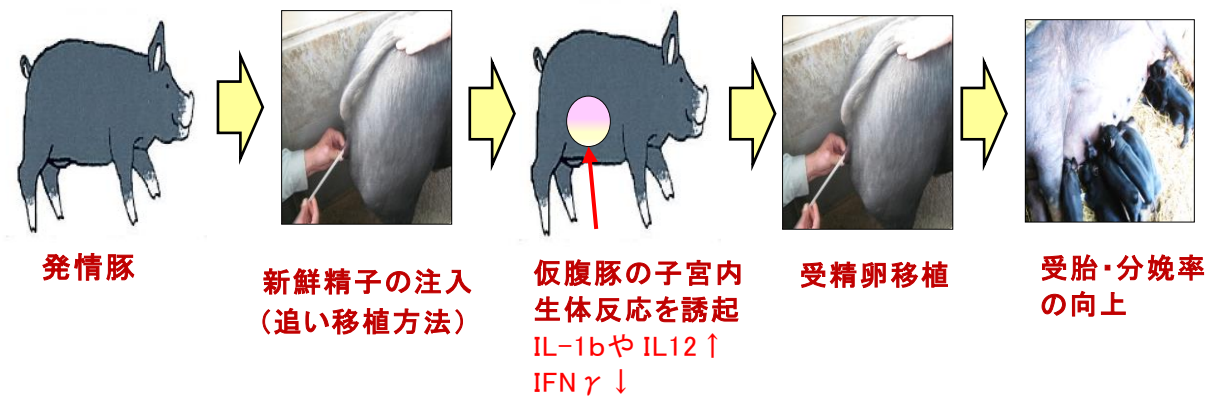 発情豚
新鮮精子の注入
（追い移植方法）
仮腹豚の子宮内
生体反応を誘起
IL-1bや IL12↑
IFNγ↓
受精卵移植
受胎・分娩率
の向上